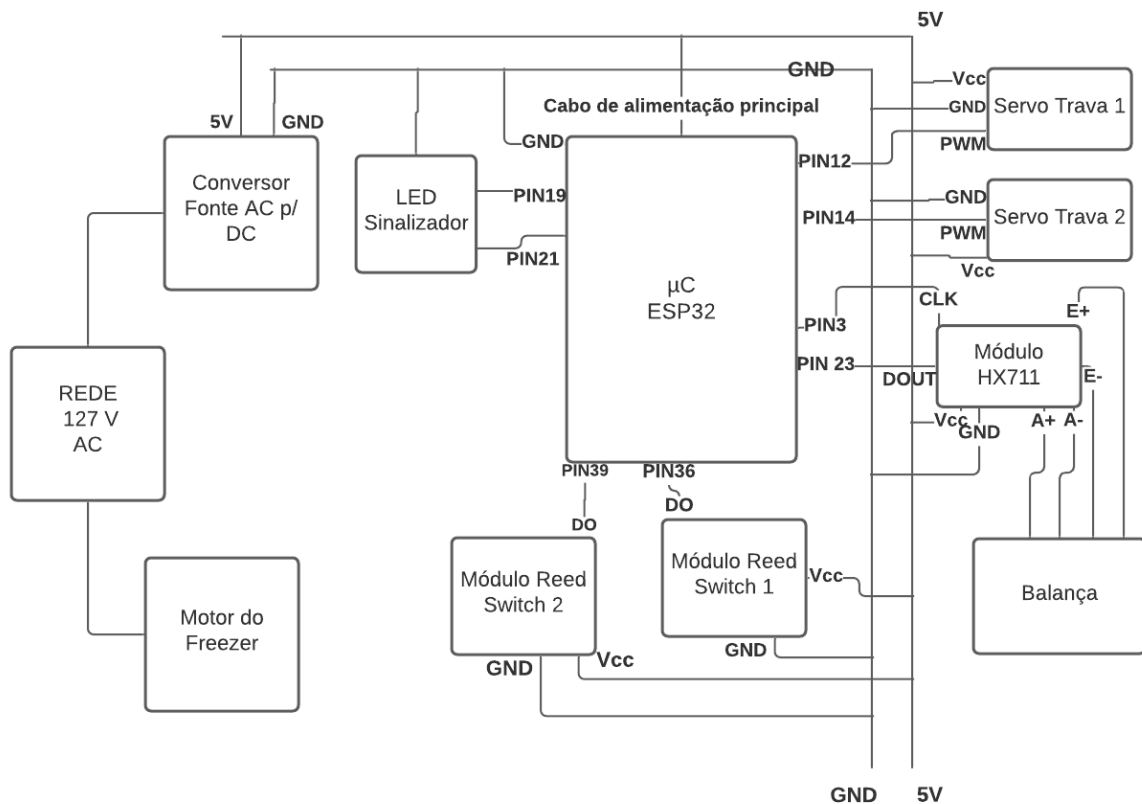 5V
GND
Vcc
GND
PWM
Servo Trava 1
Cabo de alimentação principal
5V
GND
Conversor
Fonte AC p/
DC
GND
LED
Sinalizador
PIN19
PIN21
PIN12
PIN14
GND
PWM
Vcc
Servo Trava 2
µC
ESP32
PIN3
PIN 23
CLK
DOUT
Módulo
HX711
E+
E-
Vcc
GND
A+
A-
REDE
127 V
AC
PIN39
PIN36
DO
DO
Módulo Reed
Switch 2
Módulo Reed
Switch 1
Vcc
GND
GND
Vcc
Balança
Motor do
Freezer
GND
5V